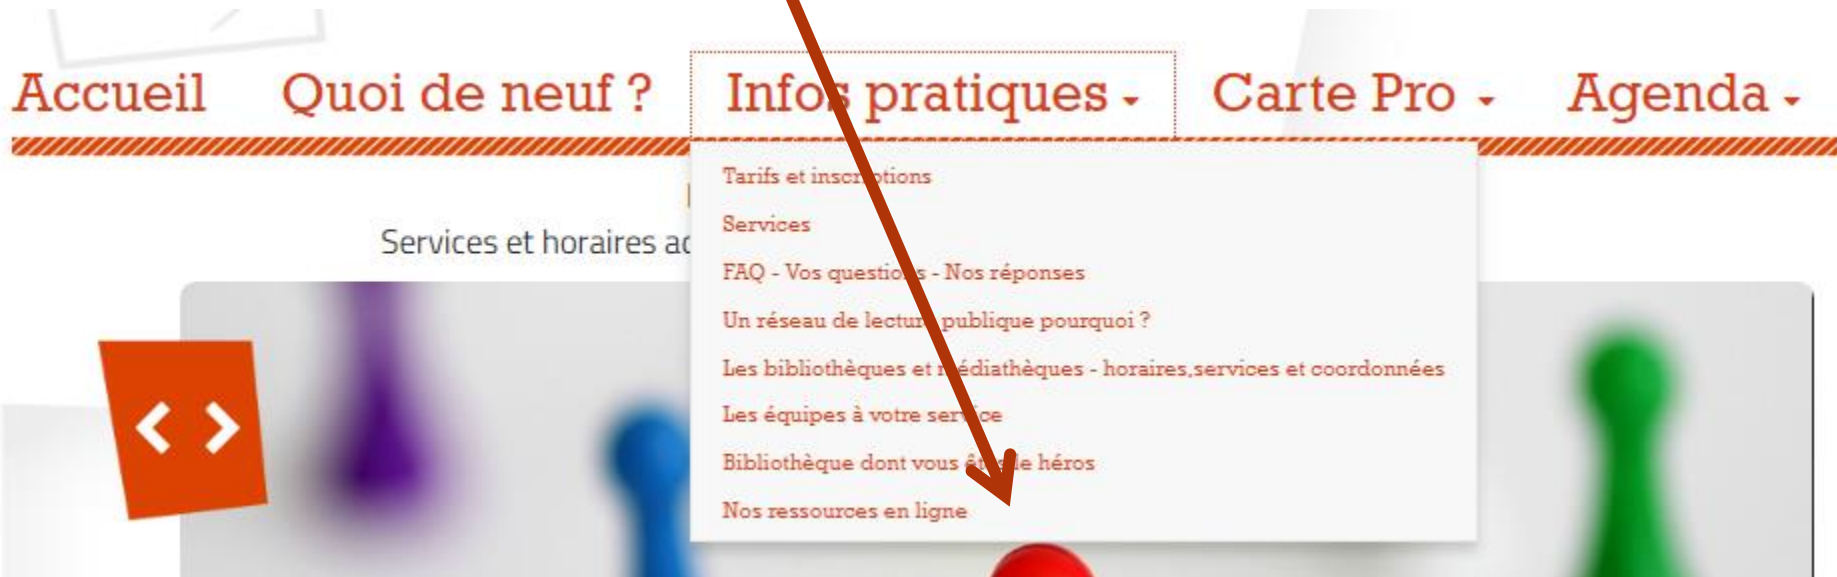 Accueil Quoi de neuf ? Infos pratiques Carte Pro Agenda
Tarifs et inscriptions
Services
Services et horaires
FAQ - Vos questions - Nos réponses
Un réseau de lecture publique pourquoi ?
Les bibliothèques et médiathèques - horaires,services et coordonnées
Les équipes à votre service
Bibliothèque dont vous êtes le héros
Nos ressources en ligne